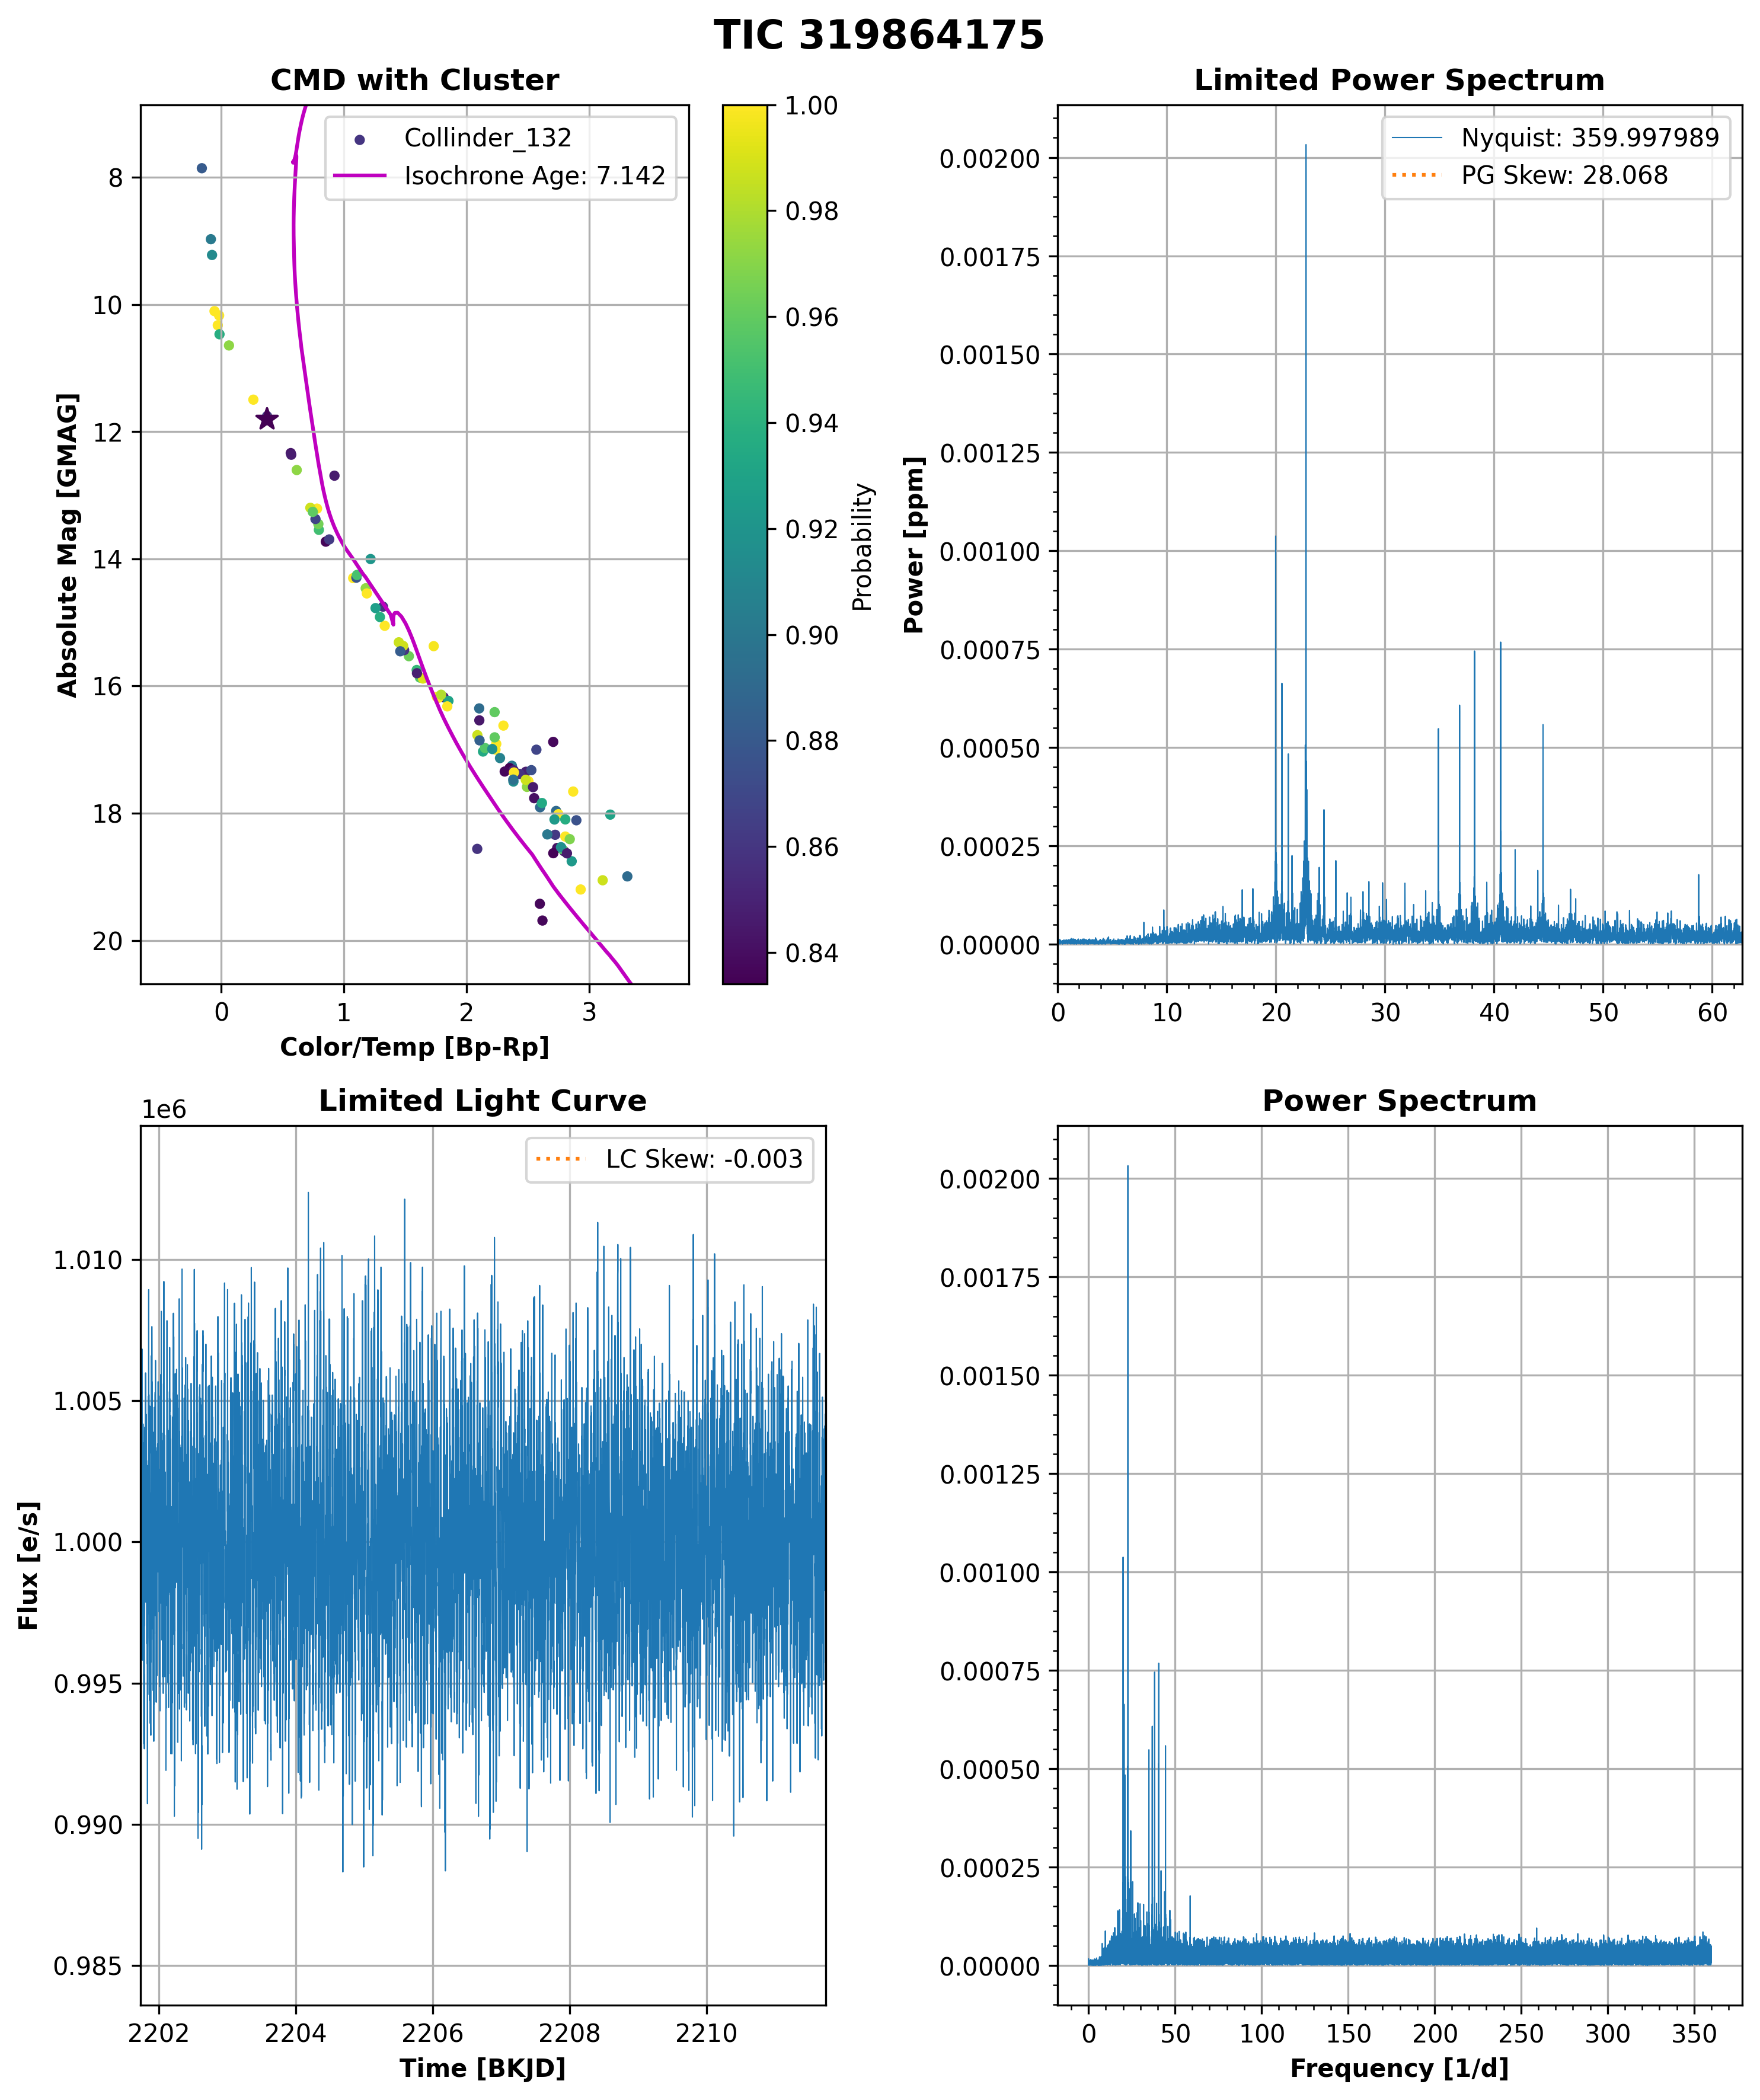 TIC 319864175
CMD with Cluster
Collinder_132
Isochrone Age: 7.142
8
10
12
14
16
18
20
0 1 2 3
Absolute Mag [GMAG]
Color/Temp [Bp-Rp]
1.00
0.98
0.96
0.94
0.92
0.90
0.88
0.86
0.84
Probability
Limited Power Spectrum
Nyquist: 359.997989
PG Skew: 28.068
0.00200
0.00175
0.00150
0.00125
0.00100
0.00075
0.00050
0.00025
0.00000
0 10 20 30 40 50 60
Power [ppm]
Limited Light Curve
1e6
LC Skew: -0.003
1.010
1.005
1.000
0.995
0.990
0.985
2202 2204 2206 2208 2210
Flux [e/s]
Time [BKJD]
Power Spectrum
0.00200
0.00175
0.00150
0.00125
0.00100
0.00075
0.00050
0.00025
0.00000
0 50 100 150 200 250 300 350
Frequency [1/d]